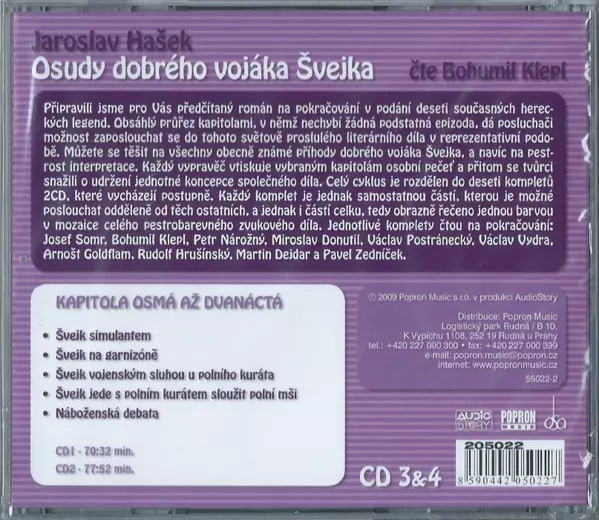 Jaroslav Hašek
Osudy dobrého vojáka Švejka
čte Bohumil Klepl
Připravili jsme pro Vás předčítaný román na pokračování v podání deseti současných herec-
kých legend. Obsáhlý průřez kapitolami, v němž nechybí žádná podstatná epizoda, dá posluchači
možnost zaposlouchat se do tohoto světově proslulého literárního díla v reprezentativní podo-
bě. Můžete se těšit na všechny obecně známé příhody dobrého vojáka Švejka, a navíc na pest-
rost interpretace. Každý vypravěč vtiskuje vybraným kapitolám osobní pečeť a přitom se tvůrci
snažili o udržení jednotné koncepce společného díla. Celý cyklus je rozdělen do deseti kompletů
2CD, které vycházejí postupně. Každý komplet je jednak samostatnou částí, kterou je možné
poslouchat odděleně od těch ostatních, a jednak i částí celku, tedy obrazně řečeno jednou barvou
v mozaice celého pestrobarevného zvukového díla. Jednotlivé komplety čtou na pokračování:
Josef Somr, Bohumil Klepl, Petr Nárožný, Miroslav Donutil, Václav Postránecký, Václav Vydra,
Arnošt Goldflam, Rudolf Hrušínský, Martin Dejdar a Pavel Zedníček.
KAPITOLA OSMÁ AŽ DVANÁCTÁ
• Švejk simulantem
• Švejk na garnizóně
• Švejk vojenským sluhou u polního kuráta
• Švejk jede s polním kurátem sloužit polní mši
• Náboženská debata
CD1 - 70:32 min.
CD2 - 77:52 min.
℗ 2009 Popron Music s.r.o. v produkci AudioStory
Distribuce: Popron Music
Logistický park Rudná / B 10,
K Vypichu 1108, 252 19 Rudná u Prahy
tel.: +420 227 000 300 • fax: +420 227 000 399
e-mail: popron.music@popron.cz
internet: www.popronmusic.cz
55022-2
AUDIO
STORY
POPRON
MUSIC
osa
CD 3&4
205022
8 590442 050227